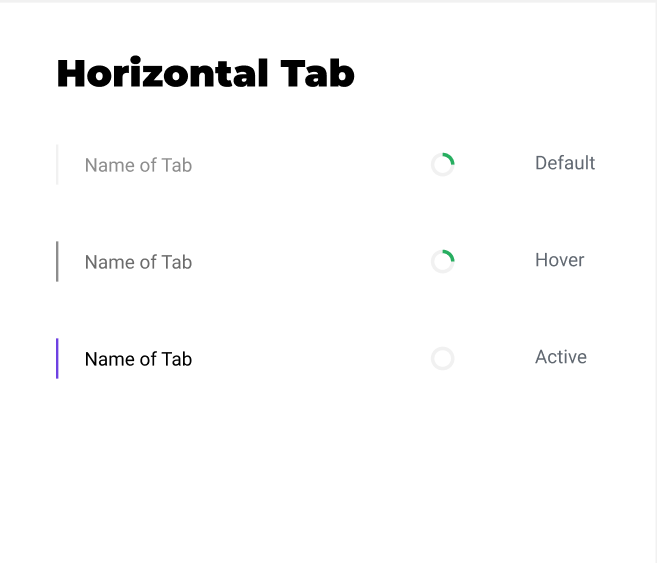 Horizontal Tab
Name of Tab Default
Name of Tab Hover
Name of Tab Active